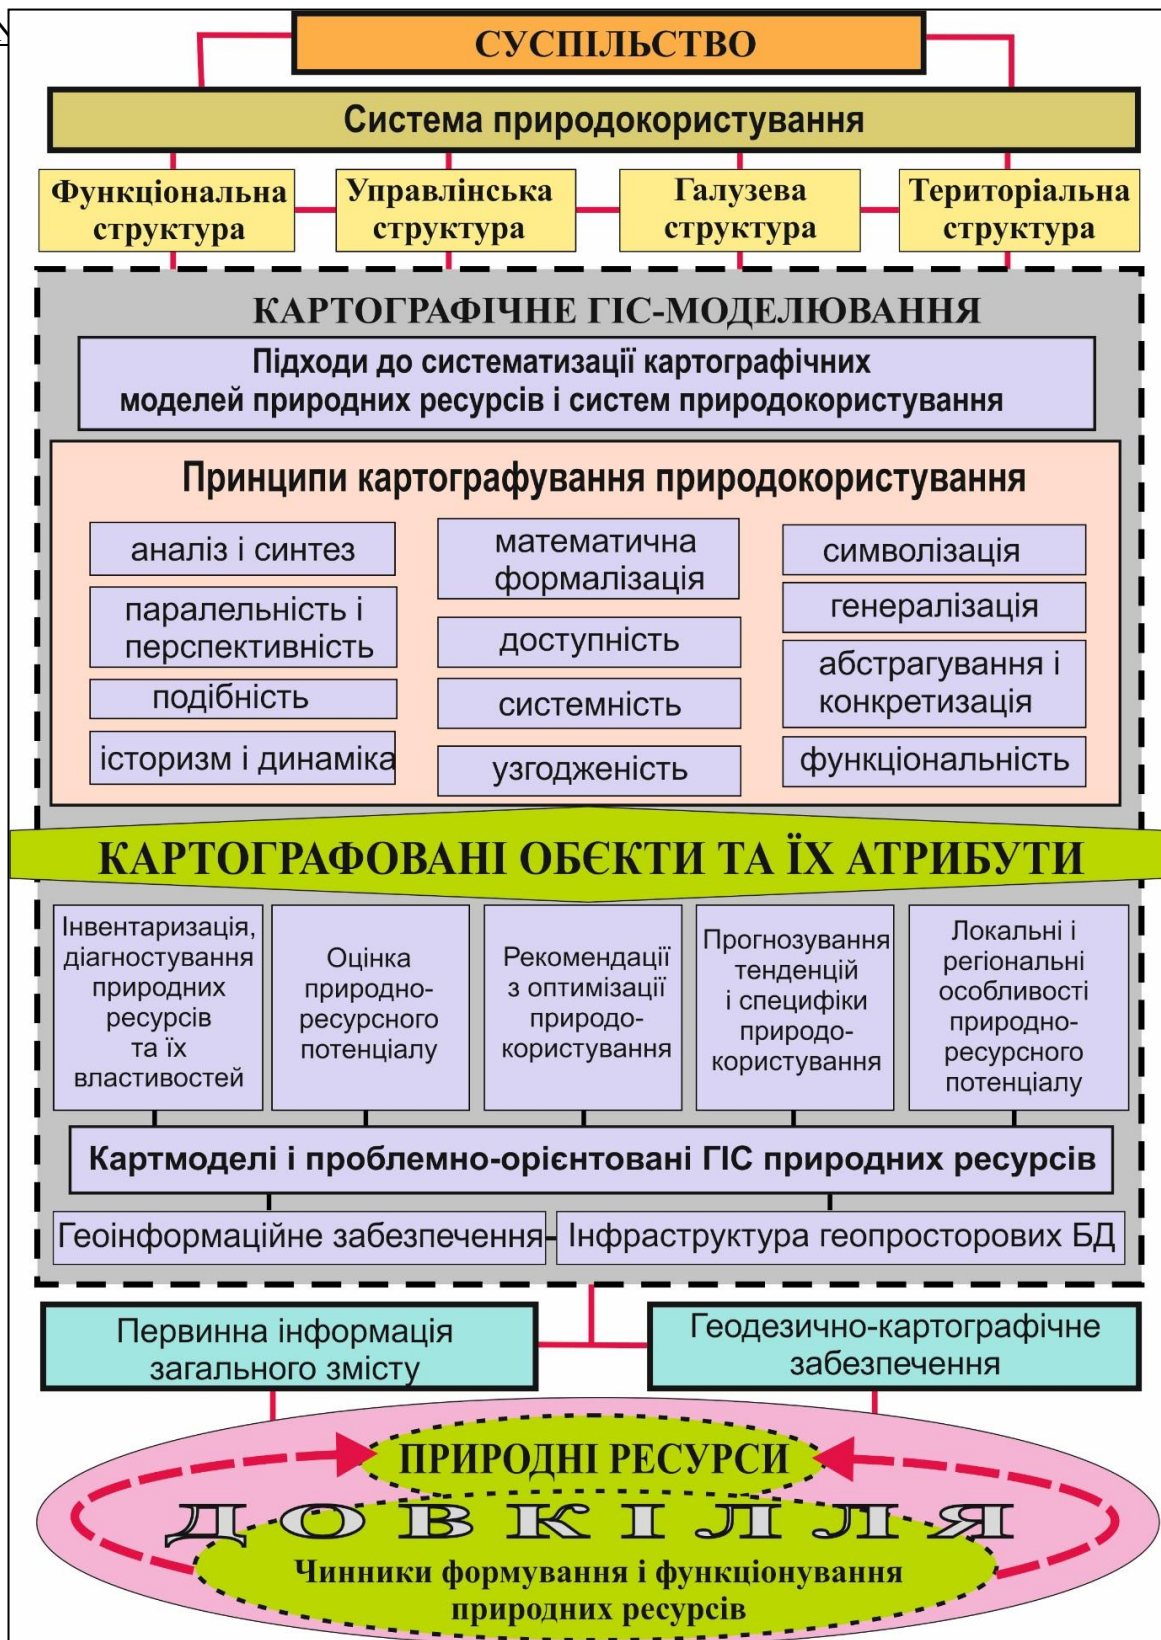 СУСПІЛЬСТВО
Система природокористування
Функціональна
структура
Управлінська
структура
Галузева
структура
Територіальна
структура
КАРТОГРАФІЧНЕ ГІС-МОДЕЛЮВАННЯ
Підходи до систематизації картографічних
моделей природних ресурсів і систем природокористування
Принципи картографування природокористування
аналіз і синтез
паралельність і
перспективність
подібність
історизм і динаміка
математична
формалізація
доступність
системність
узгодженість
символізація
генералізація
абстрагування і
конкретизація
функціональність
КАРТОГРАФОВАНІ ОБЄКТИ ТА ЇХ АТРИБУТИ
Інвентаризація,
діагностування
природних
ресурсів
та їх
властивостей
Оцінка
природно-
ресурсного
потенціалу
Рекомендації
з оптимізації
природо-
користування
Прогнозування
тенденцій
і специфіки
природо-
користування
Локальні і
регіональні
особливості
природно-
ресурсного
потенціалу
Картмоделі і проблемно-орієнтовані ГІС природних ресурсів
Геоінформаційне забезпечення
Інфраструктура геопросторових БД
Первинна інформація
загального змісту
Геодезично-картографічне
забезпечення
ПРИРОДНІ РЕСУРСИ
ДОВКІЛЛЯ
Чинники формування і функціонування
природних ресурсів